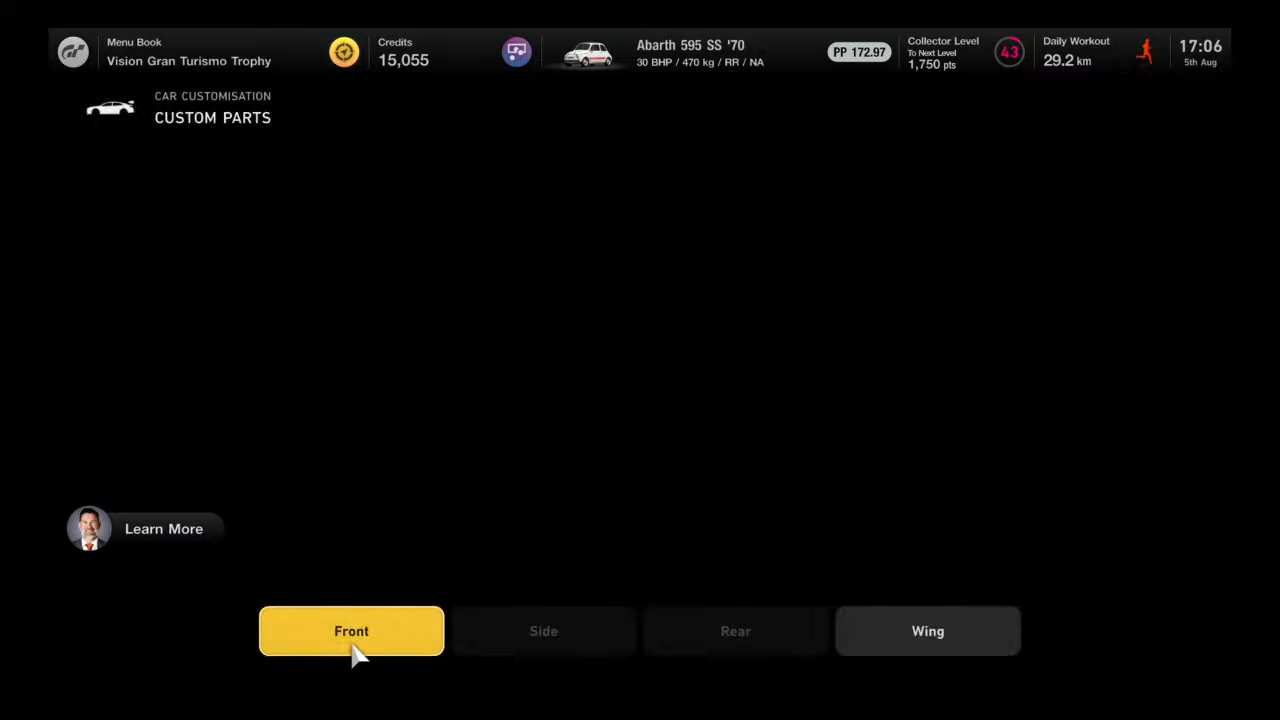 Menu Book
Vision Gran Turismo Trophy
Credits
15,055
Abarth 595 SS '70
30 BHP / 470 kg / RR / NA
PP 172.97
Collector Level
To Next Level
1,750 pts
43
Daily Workout
29.2 km
17:06
5th Aug
CAR CUSTOMISATION
CUSTOM PARTS
Learn More
Front
Side
Rear
Wing